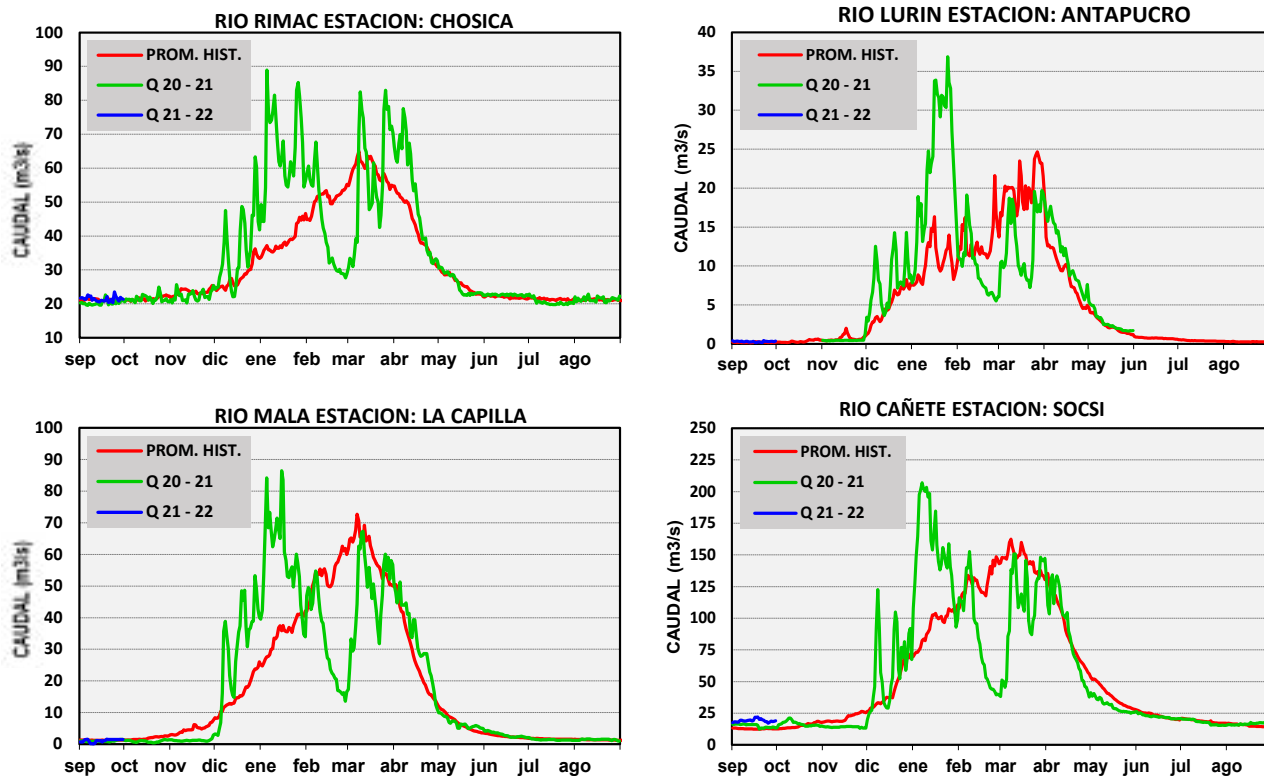 RIO RIMAC ESTACION: CHOSICA
PROM. HIST.
Q 20 - 21
Q 21 - 22
CAUDAL (m3/s)
100
90
80
70
60
50
40
30
20
10
sep oct nov dic ene feb mar abr may jun jul ago
RIO LURIN ESTACION: ANTAPUCRO
PROM. HIST.
Q 20 - 21
Q 21 - 22
CAUDAL (m3/s)
40
35
30
25
20
15
10
5
0
sep oct nov dic ene feb mar abr may jun jul ago
RIO MALA ESTACION: LA CAPILLA
PROM. HIST.
Q 20 - 21
Q 21 - 22
CAUDAL (m3/s)
100
90
80
70
60
50
40
30
20
10
0
sep oct nov dic ene feb mar abr may jun jul ago
RIO CAÑETE ESTACION: SOCSI
PROM. HIST.
Q 20 - 21
Q 21 - 22
CAUDAL (m3/s)
250
225
200
175
150
125
100
75
50
25
0
sep oct nov dic ene feb mar abr may jun jul ago